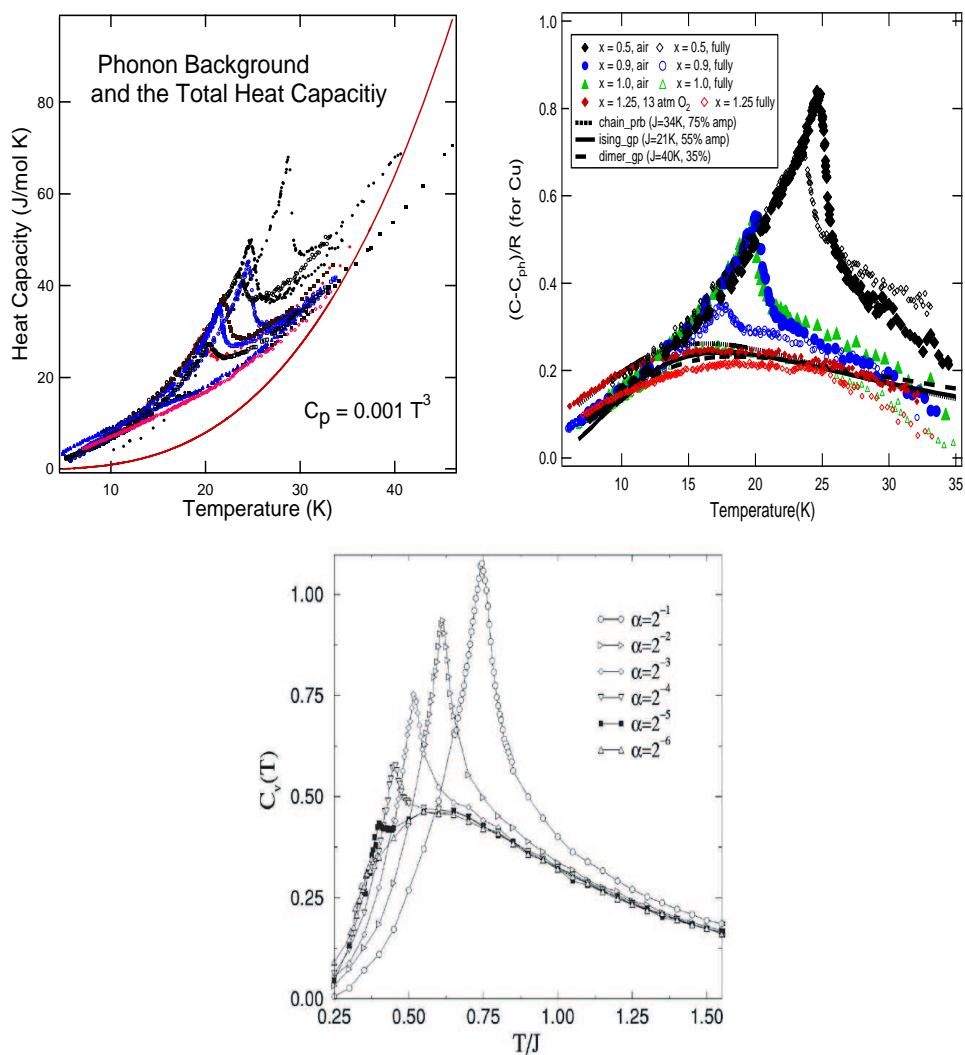 Phonon Background
and the Total Heat Capacitiy
C_p = 0.001 T^3
Heat Capacity (J/mol K)
80
60
40
20
0
10
20
30
40
Temperature (K)
x = 0.5, air x = 0.5, fully
x = 0.9, air x = 0.9, fully
x = 1.0, air x = 1.0, fully
x = 1.25, 13 atm O_2 x = 1.25 fully
chain_prb (J=34K, 75% amp)
ising_gp (J=21K, 55% amp)
dimer_gp (J=40K, 35%)
(C-C_ph)/R (for Cu)
1.0
0.8
0.6
0.4
0.2
0.0
10
15
20
25
30
35
Temperature(K)
α=2^-1
α=2^-2
α=2^-3
α=2^-4
α=2^-5
α=2^-6
C_v(T)
1.00
0.75
0.50
0.25
0.00
0.25
0.50
0.75
1.00
1.25
1.50
T/J